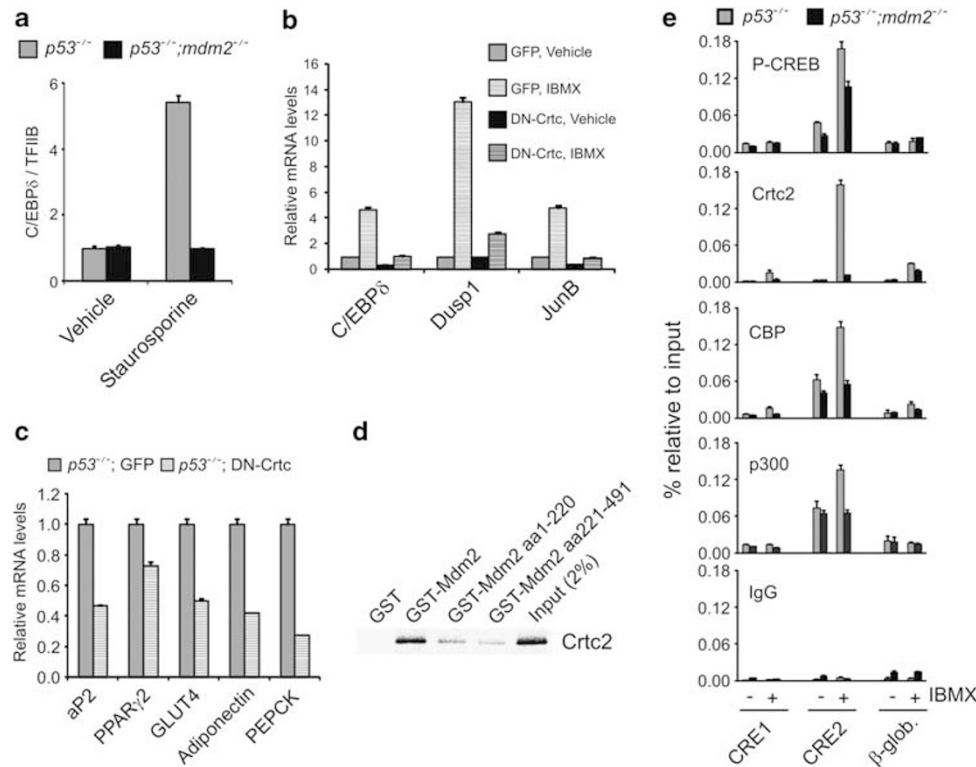 a
p53-/- p53-/-;mdm2-/-
C/EBPδ / TFIIB
6
4
2
0
Vehicle
Staurosporine
b
Relative mRNA levels
16
14
12
10
8
6
4
2
0
GFP, Vehicle
GFP, IBMX
DN-Crtc, Vehicle
DN-Crtc, IBMX
C/EBPδ
Dusp1
JunB
c
p53-/-; GFP p53-/-; DN-Crtc
Relative mRNA levels
1.0
0.8
0.6
0.4
0.2
0.0
aP2
PPARγ2
GLUT4
Adiponectin
PEPCK
d
GST
GST-Mdm2
GST-Mdm2 aa1-220
GST-Mdm2 aa221-491
Input (2%)
Crtc2
e
p53-/- p53-/-;mdm2-/-
% relative to input
P-CREB
0.18
0.12
0.06
0.00
Crtc2
0.18
0.12
0.06
0.00
CBP
0.18
0.12
0.06
0.00
p300
0.18
0.12
0.06
0.00
IgG
0.18
0.12
0.06
0.00
- + - + - + IBMX
CRE1
CRE2
β-glob.